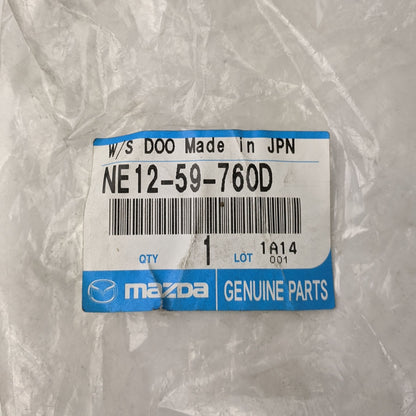 W/S DOO Made in JPN
NE12-59-760D
QTY 1 LOT 1A14
001
mazda GENUINE PARTS